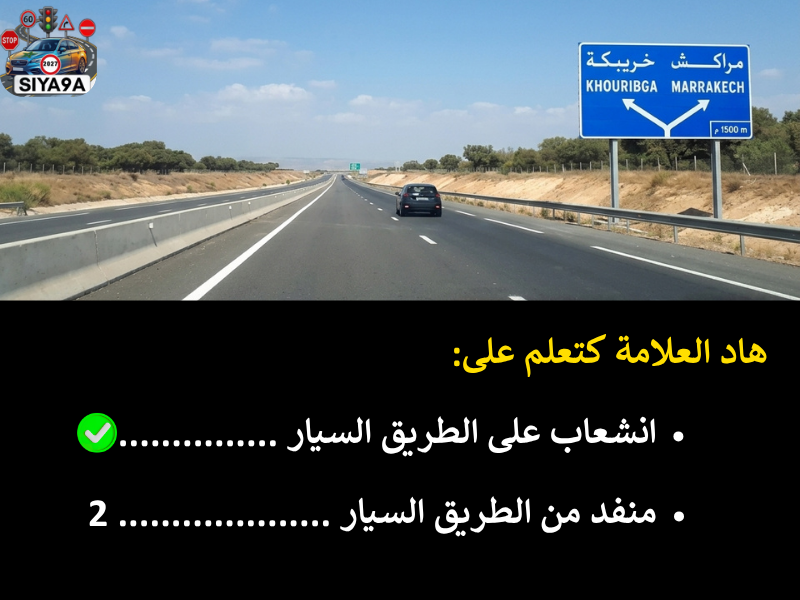 60
STOP
2027
SIYA9A
خريبكة مراكش
KHOURIBGA MARRAKECH
1500 m م
هاد العلامة كتعلم على:
• انشعاب على الطريق السيار ...............
• منفد من الطريق السيار .................... 2